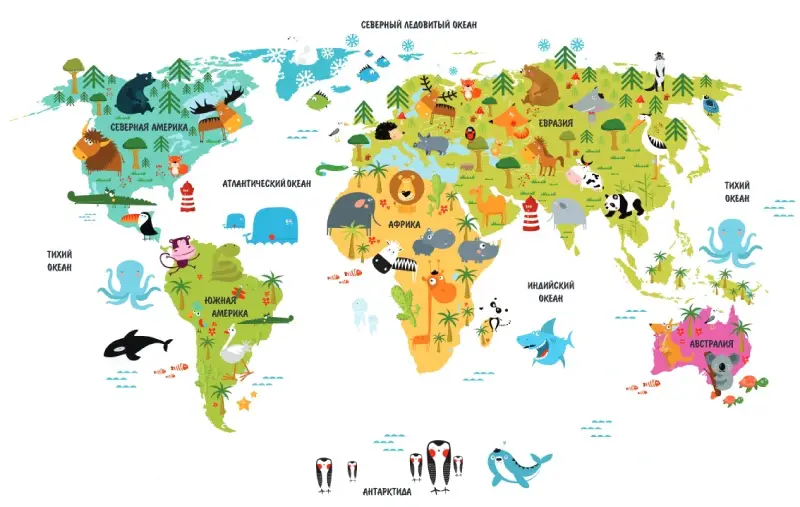 СЕВЕРНЫЙ ЛЕДОВИТЫЙ ОКЕАН
СЕВЕРНАЯ АМЕРИКА
ЕВРАЗИЯ
АТЛАНТИЧЕСКИЙ ОКЕАН
ТИХИЙ
ОКЕАН
АФРИКА
ТИХИЙ
ОКЕАН
ИНДИЙСКИЙ
ОКЕАН
ЮЖНАЯ
АМЕРИКА
АВСТРАЛИЯ
АНТАРКТИДА